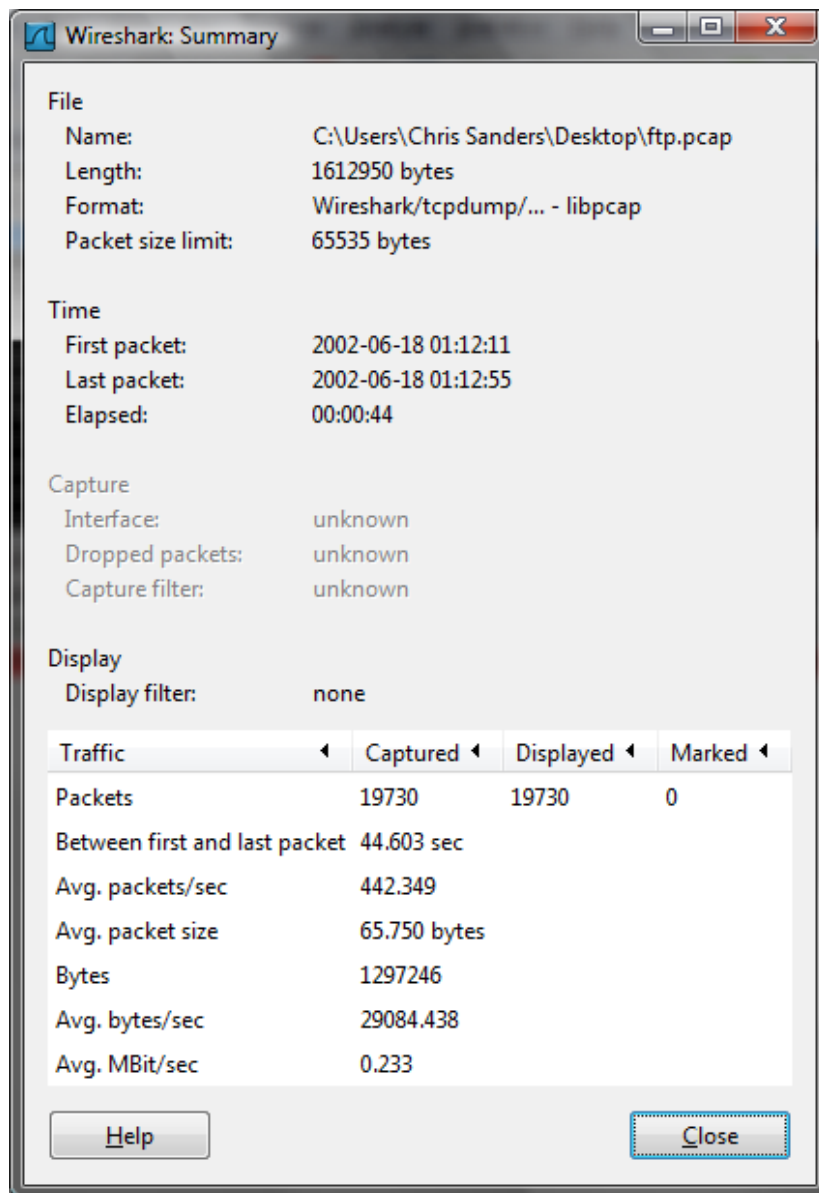 Wireshark: Summary
File
Name: C:\Users\Chris Sanders\Desktop\ftp.pcap
Length: 1612950 bytes
Format: Wireshark/tcpdump/... - libpcap
Packet size limit: 65535 bytes
Time
First packet: 2002-06-18 01:12:11
Last packet: 2002-06-18 01:12:55
Elapsed: 00:00:44
Capture
Interface: unknown
Dropped packets: unknown
Capture filter: unknown
Display
Display filter: none
Traffic Captured Displayed Marked
Packets 19730 19730 0
Between first and last packet 44.603 sec
Avg. packets/sec 442.349
Avg. packet size 65.750 bytes
Bytes 1297246
Avg. bytes/sec 29084.438
Avg. MBit/sec 0.233
Help Close